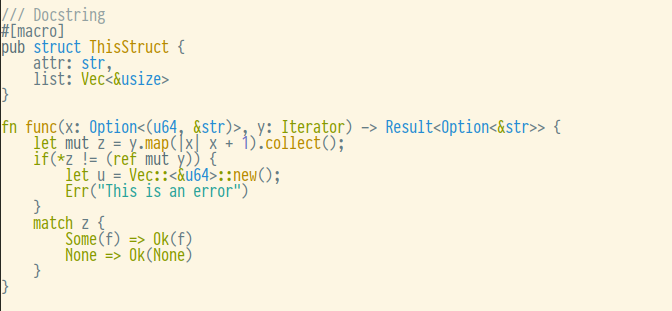 /// Docstring
#[macro]
pub struct ThisStruct {
    attr: str,
    list: Vec<&usize>
}

fn func(x: Option<(u64, &str)>, y: Iterator) -> Result<Option<&str>> {
    let mut z = y.map(|x| x + 1).collect();
    if(*z != (ref mut y)) {
        let u = Vec::<&u64>::new();
        Err("This is an error")
    }
    match z {
        Some(f) => Ok(f)
        None => Ok(None)
    }
}